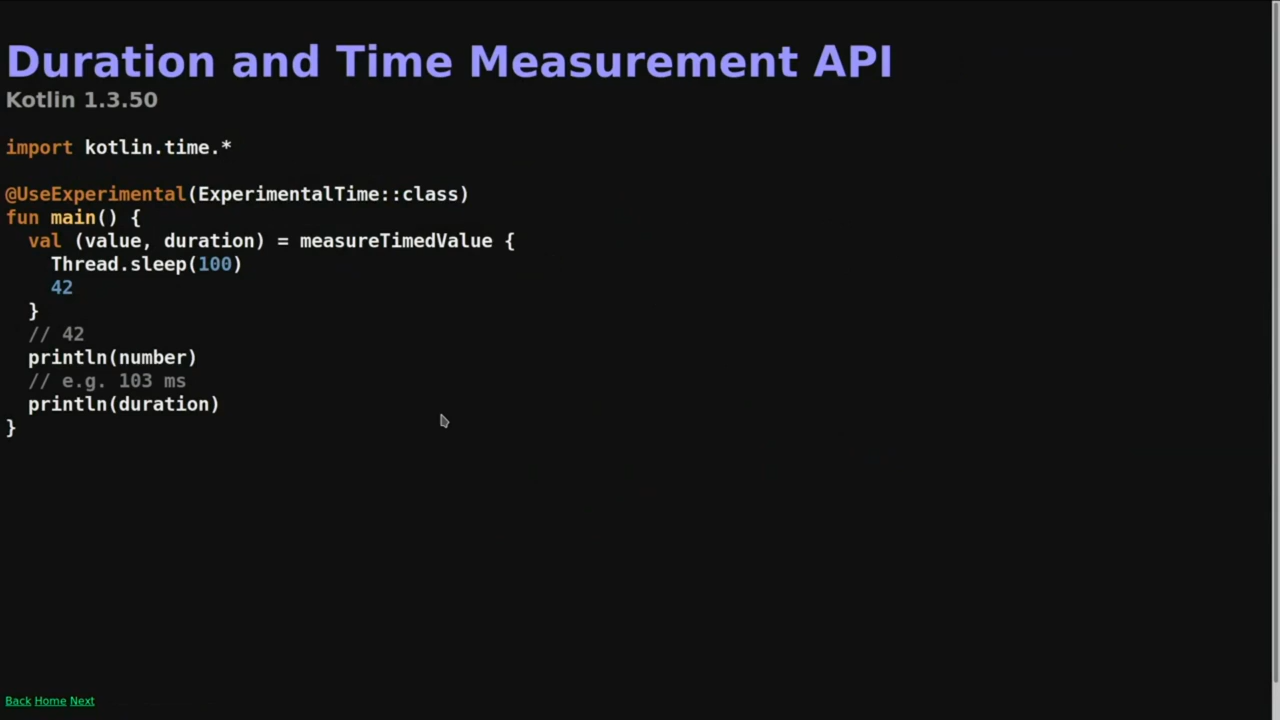 Duration and Time Measurement API
Kotlin 1.3.50
import kotlin.time.*
@UseExperimental(ExperimentalTime::class)
fun main() {
  val (value, duration) = measureTimedValue {
    Thread.sleep(100)
    42
  }
  // 42
  println(number)
  // e.g. 103 ms
  println(duration)
}
Back Home Next